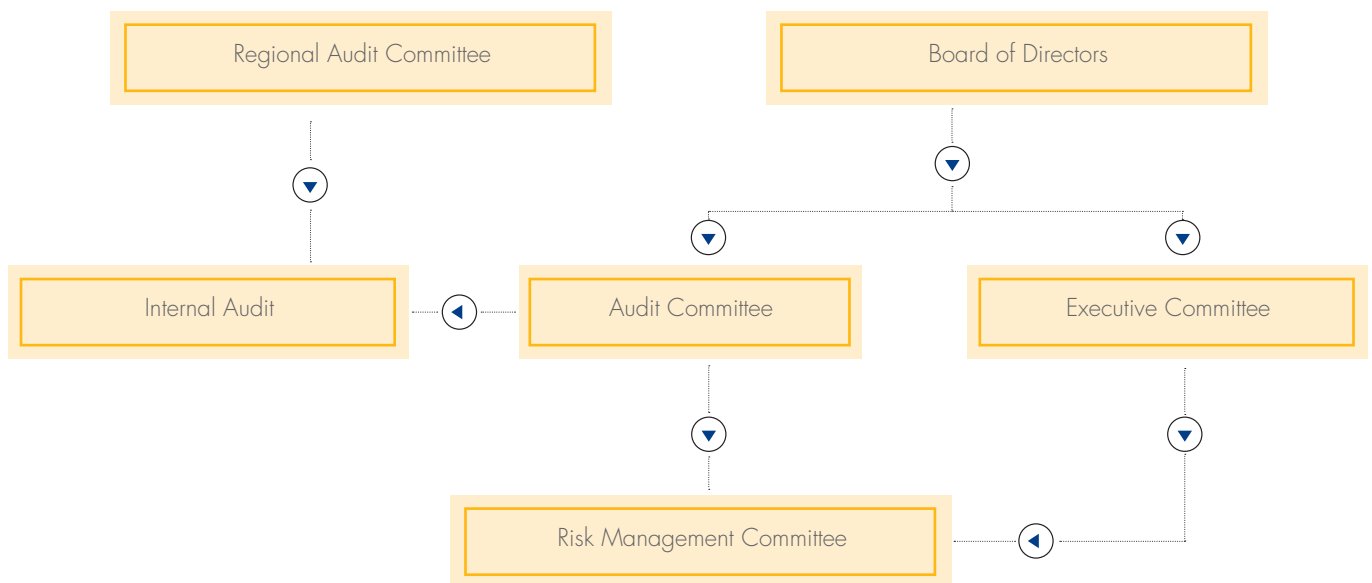 Regional Audit Committee
Board of Directors
Internal Audit
Audit Committee
Executive Committee
Risk Management Committee